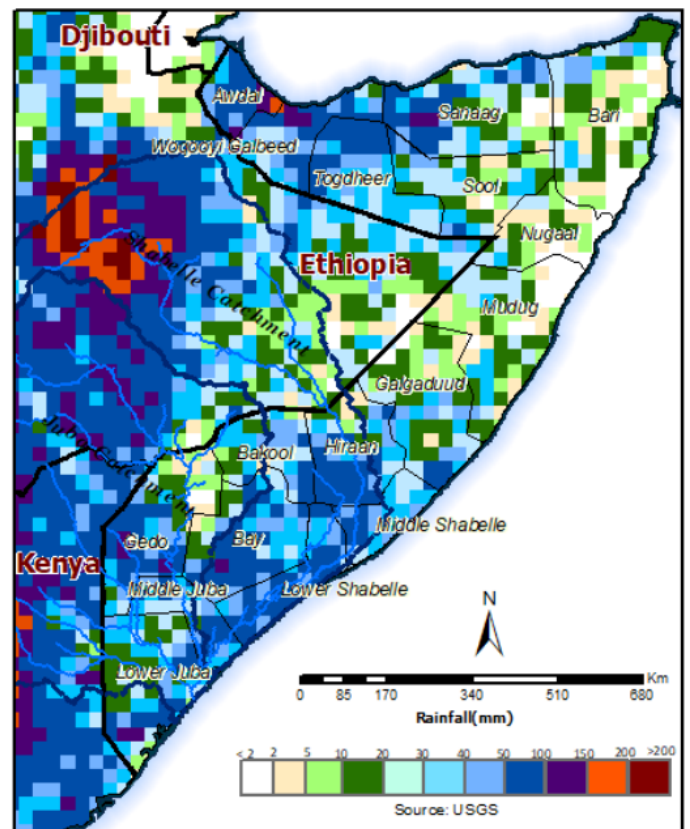 Djibouti
Awdal
Sanaag
Bari
Woqooyi Galbeed
Togdheer
Sool
Nugaal
Ethiopia
Shabelle Catchment
Mudug
Galgaduud
Juba Catchment
Bakool
Hiraan
Middle Shabelle
Gedo
Bay
Kenya
Middle Juba
Lower Shabelle
Lower Juba
N
Km
0 85 170 340 510 680
Rainfall(mm)
< 2 2 5 10 20 30 40 50 100 150 200 >200
Source: USGS